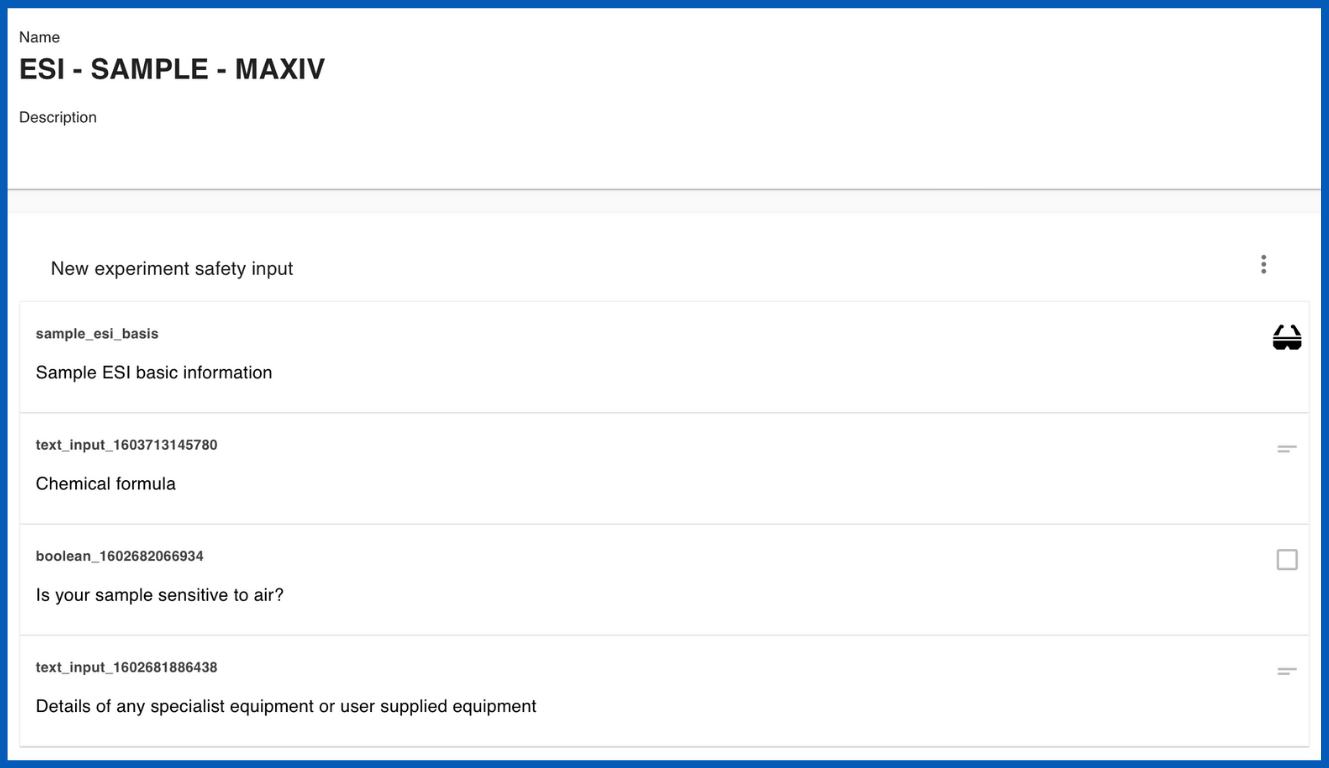 Name
ESI - SAMPLE - MAXIV
Description
New experiment safety input
sample_esi_basis
Sample ESI basic information
text_input_1603713145780
Chemical formula
boolean_1602682066934
Is your sample sensitive to air?
text_input_1602681886438
Details of any specialist equipment or user supplied equipment